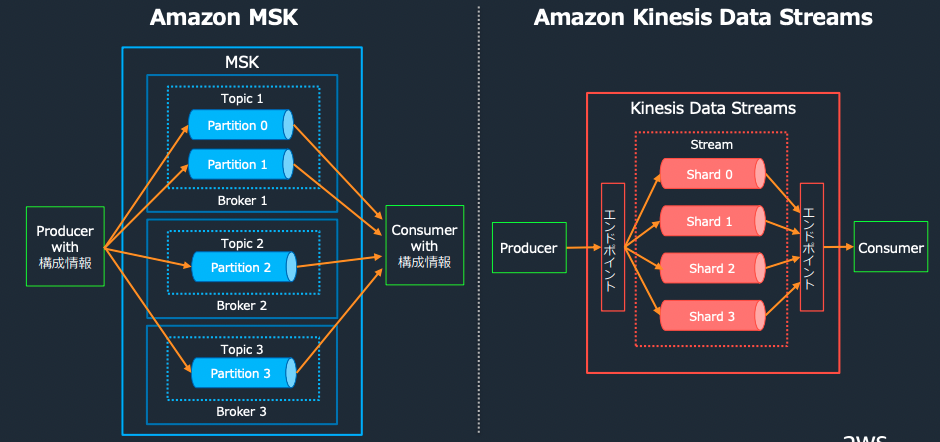 Amazon MSK
MSK
Topic 1
Partition 0
Partition 1
Broker 1
Topic 2
Partition 2
Broker 2
Topic 3
Partition 3
Broker 3
Producer
with
構成情報
Consumer
with
構成情報
Amazon Kinesis Data Streams
Kinesis Data Streams
Stream
Shard 0
Shard 1
Shard 2
Shard 3
Producer
エンドポイント
エンドポイント
Consumer
aws